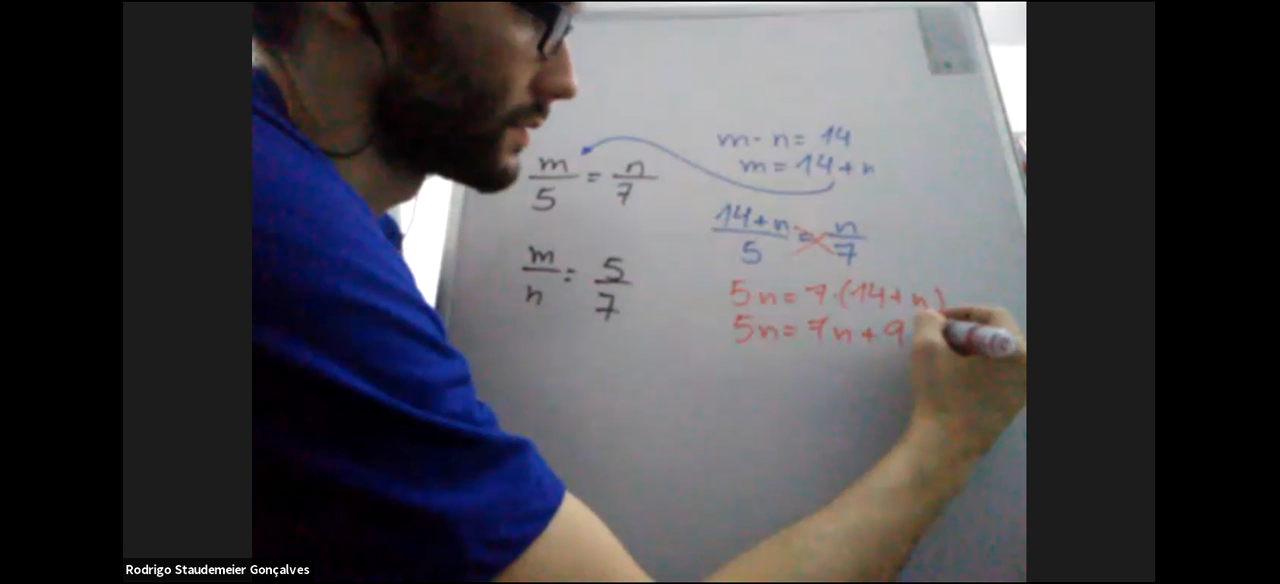 m - n = 14
m = 14 + n
m/5 = n/7
(14 + n)/5 = n/7
m/n = 5/7
5n = 7·(14 + n)
5n = 7n + 9
Rodrigo Staudemeier Gonçalves